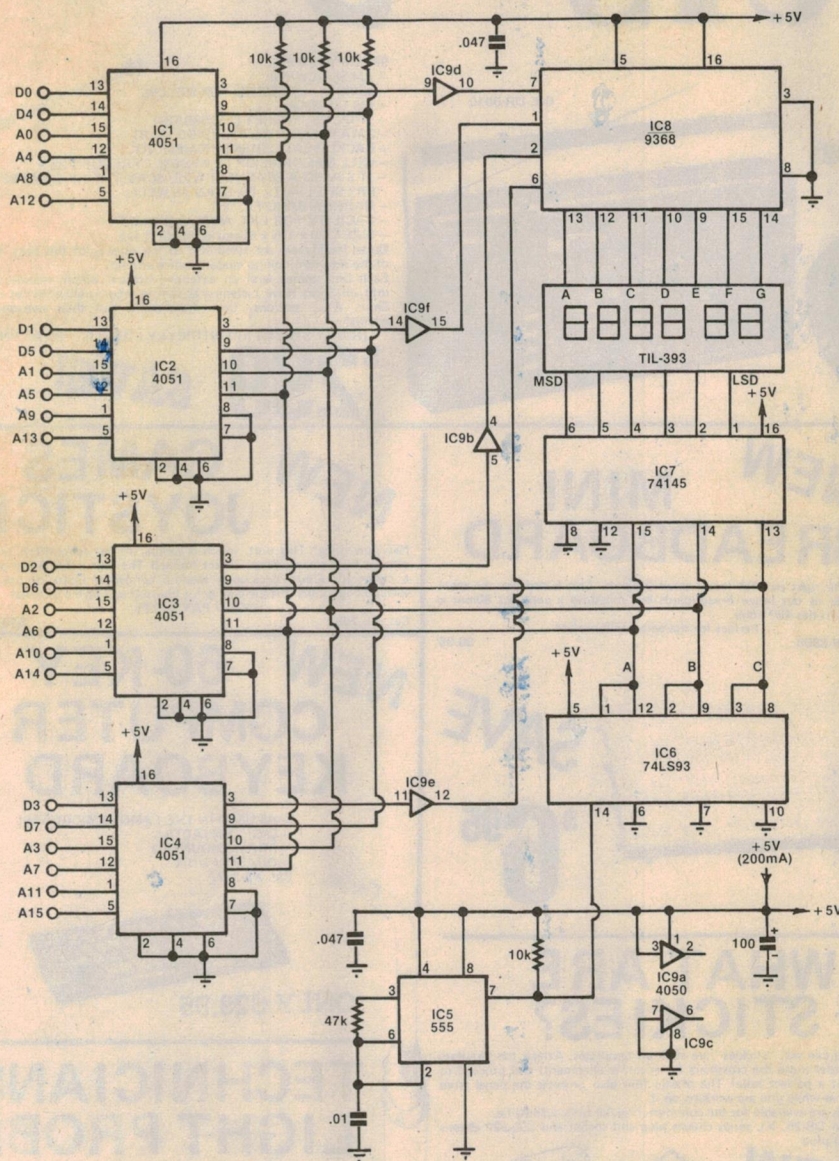 +5V
16 10k 10k 10k .047 5 16
D0 13 3 IC9d 9 10 7 3
D4 14 9
A0 15 IC1 4051 10 1 IC8 9368
A4 12 11 2
A8 1 8 6 8
A12 5 7
2 4 6
13 12 11 10 9 15 14
+5V
16
A B C D E F G
D1 13 3 IC9f 14 15
D5 9
A1 15 IC2 4051 10 TIL-393
A5 11
A9 1 8 MSD LSD
A13 5 7 +5V
2 4 6
6 5 4 3 2 1 16
IC9b 4 5
IC7 74145
+5V
16
8 12 15 14 13
D2 13 3
D6 14 9
A2 15 IC3 4051 10
A6 12 11
A10 1 8
A14 5 7
2 4 6
+5V A B C
5 1 12 2 9 3 8
IC6 74LS93
14 6 7 10
+5V
16
D3 13 3 IC9e 11 12
D7 14 9
A3 15 IC4 4051 10
A7 12 11
A11 1 8
A15 5 7
2 4 6
+5V
(200mA)
+5V
.047 4 8 10k 3 1 2 + 100
IC9a
4050
3 IC5 555 7
47k 6
7 6 8
IC9c
2 1
.01